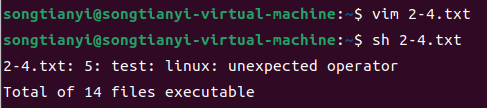 songtianyi@songtianyi-virtual-machine:~$ vim 2-4.txt
songtianyi@songtianyi-virtual-machine:~$ sh 2-4.txt
2-4.txt: 5: test: linux: unexpected operator
Total of 14 files executable